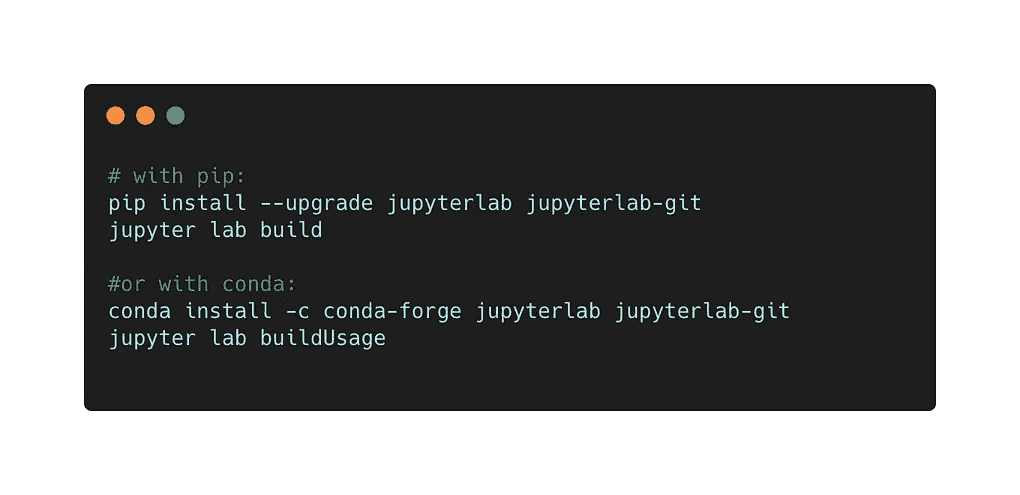 # with pip:
pip install --upgrade jupyterlab jupyterlab-git
jupyter lab build
#or with conda:
conda install -c conda-forge jupyterlab jupyterlab-git
jupyter lab buildUsage